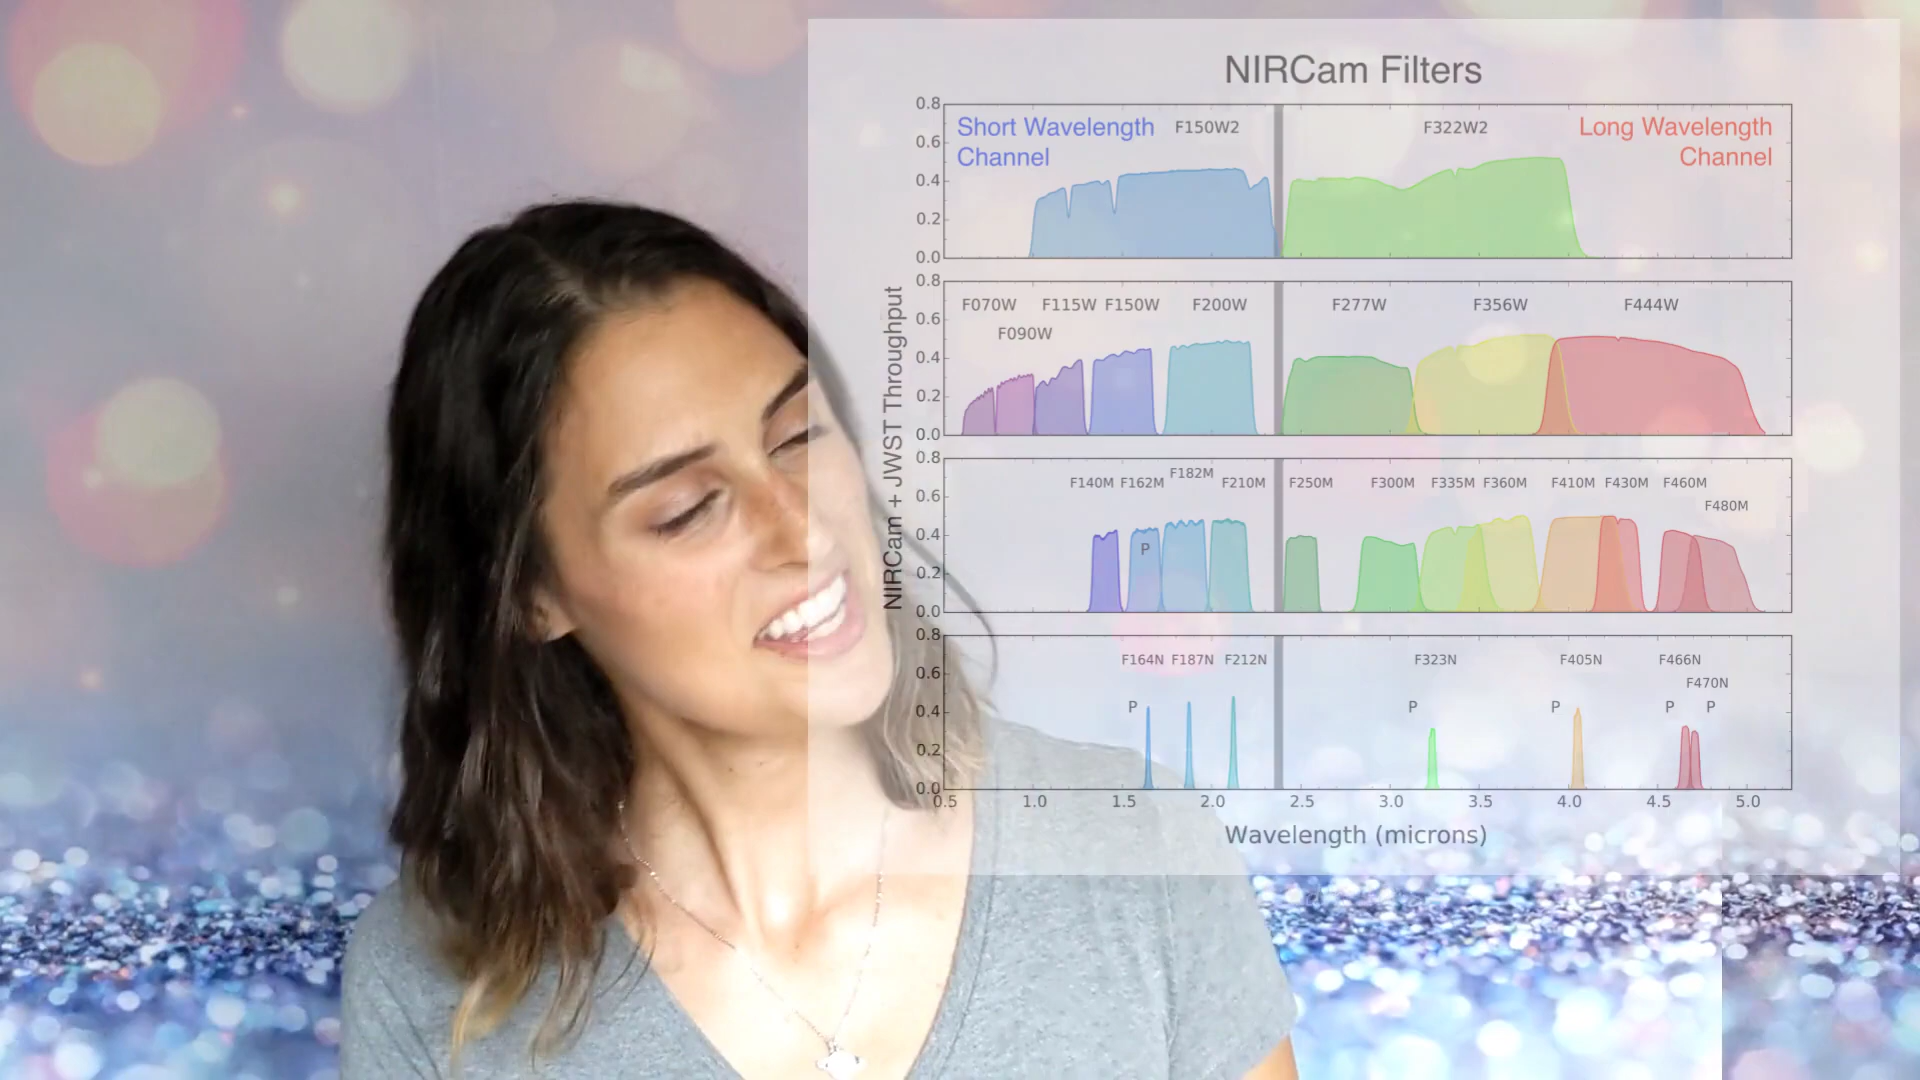 NIRCam Filters
0.8
Short Wavelength F150W2 F322W2 Long Wavelength
Channel Channel
0.6
0.4
0.2
0.0
0.8
F070W F115W F150W F200W F277W F356W F444W
F090W
0.6
0.4
0.2
0.0
NIRCam + JWST Throughput
0.8
F182M
F140M F162M F210M F250M F300M F335M F360M F410M F430M F460M
F480M
0.6
P
0.4
0.2
0.0
0.8
F164N F187N F212N F323N F405N F466N
F470N
0.6
P P P P P
0.4
0.2
0.0
0.5 1.0 1.5 2.0 2.5 3.0 3.5 4.0 4.5 5.0
Wavelength (microns)